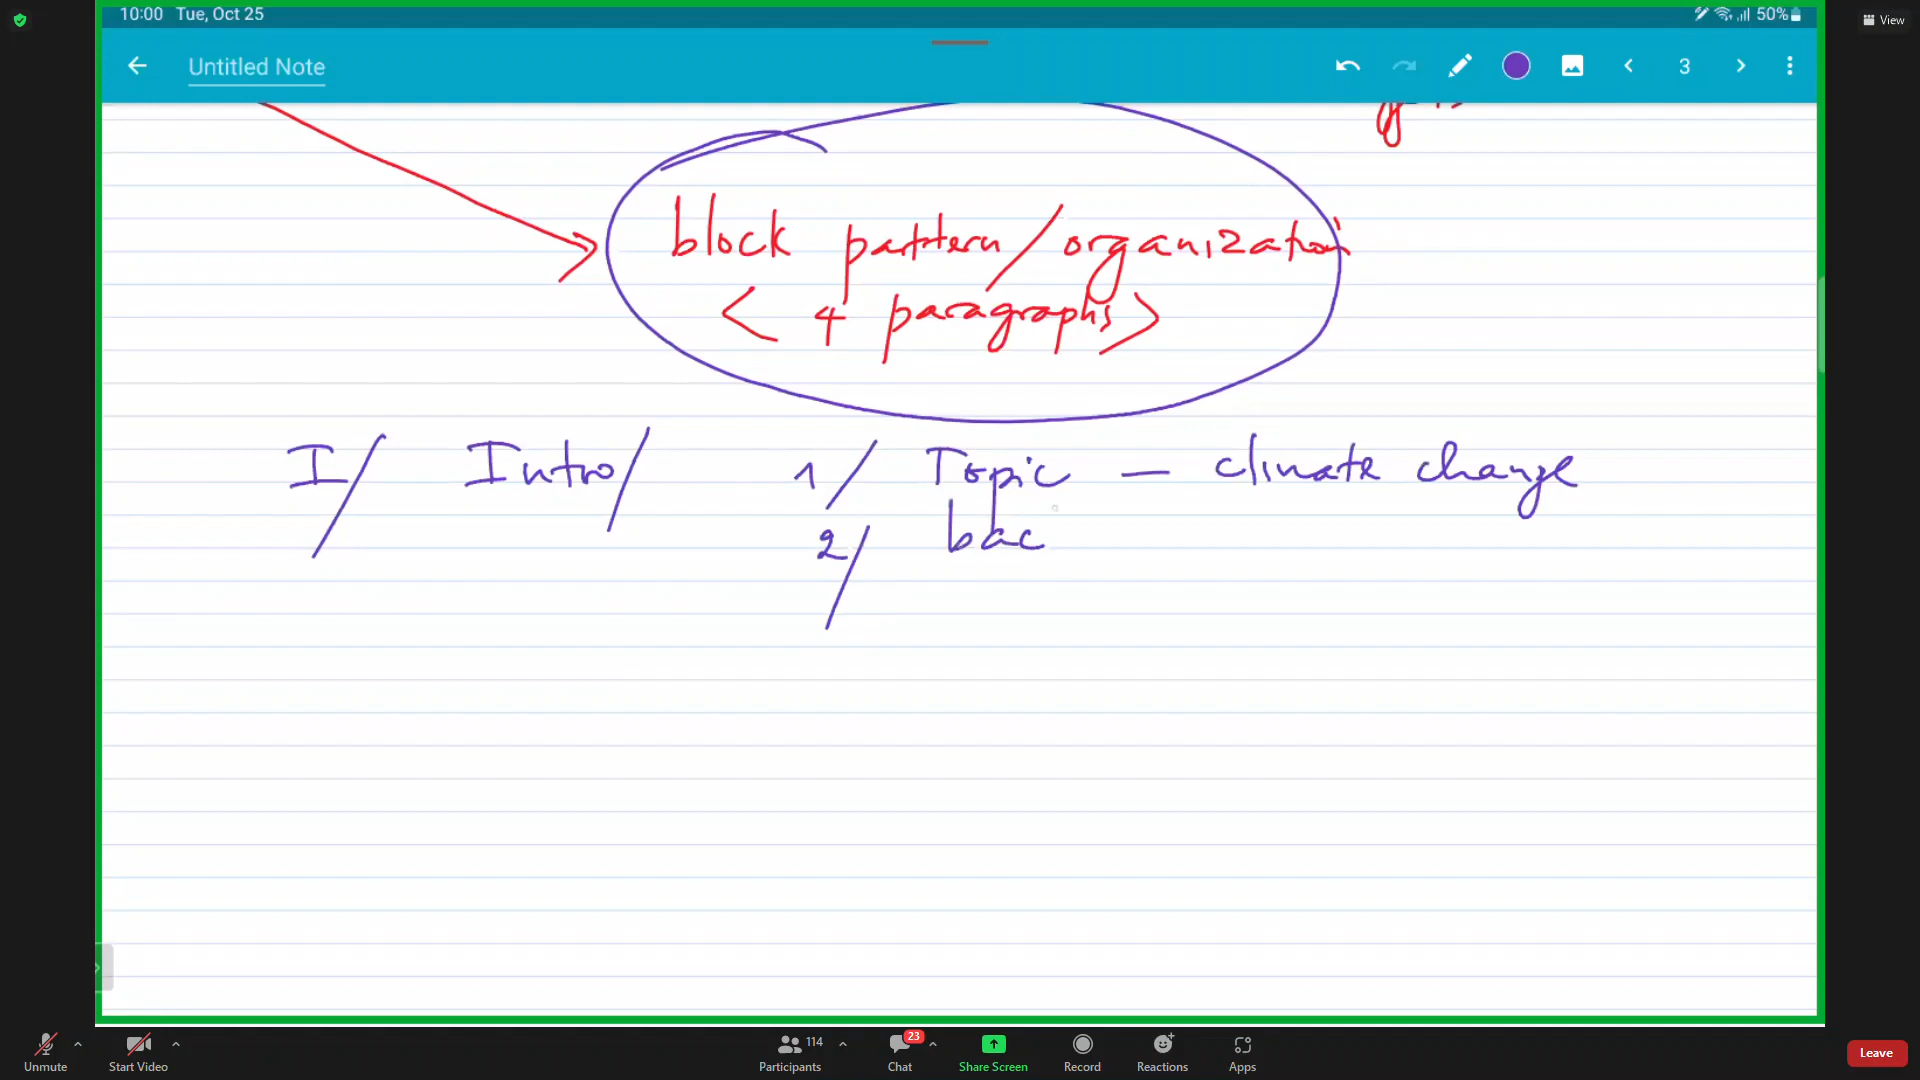 10:00 Tue, Oct 25
50%
View
Untitled Note
3
block pattern/organization
< 4 paragraphs >
I/ Intro/ 1/ Topic — climate change
2/ bac
Unmute
Start Video
114
Participants
23
Chat
Share Screen
Record
Reactions
Apps
Leave